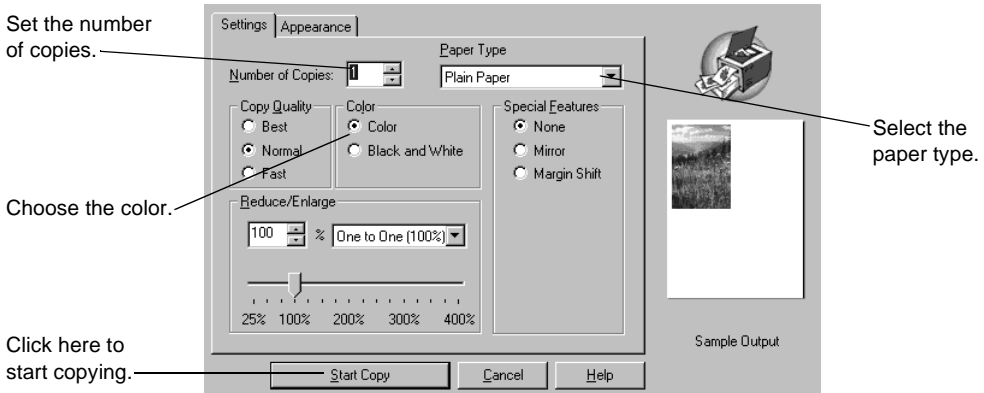 Set the number
of copies.
Settings
Appearance
Number of Copies:
1
Paper Type
Plain Paper
Copy Quality
Best
Normal
Fast
Color
Color
Black and White
Special Features
None
Mirror
Margin Shift
Select the
paper type.
Choose the color.
Reduce/Enlarge
100 % One to One (100%)
25% 100% 200% 300% 400%
Sample Output
Click here to
start copying.
Start Copy
Cancel
Help